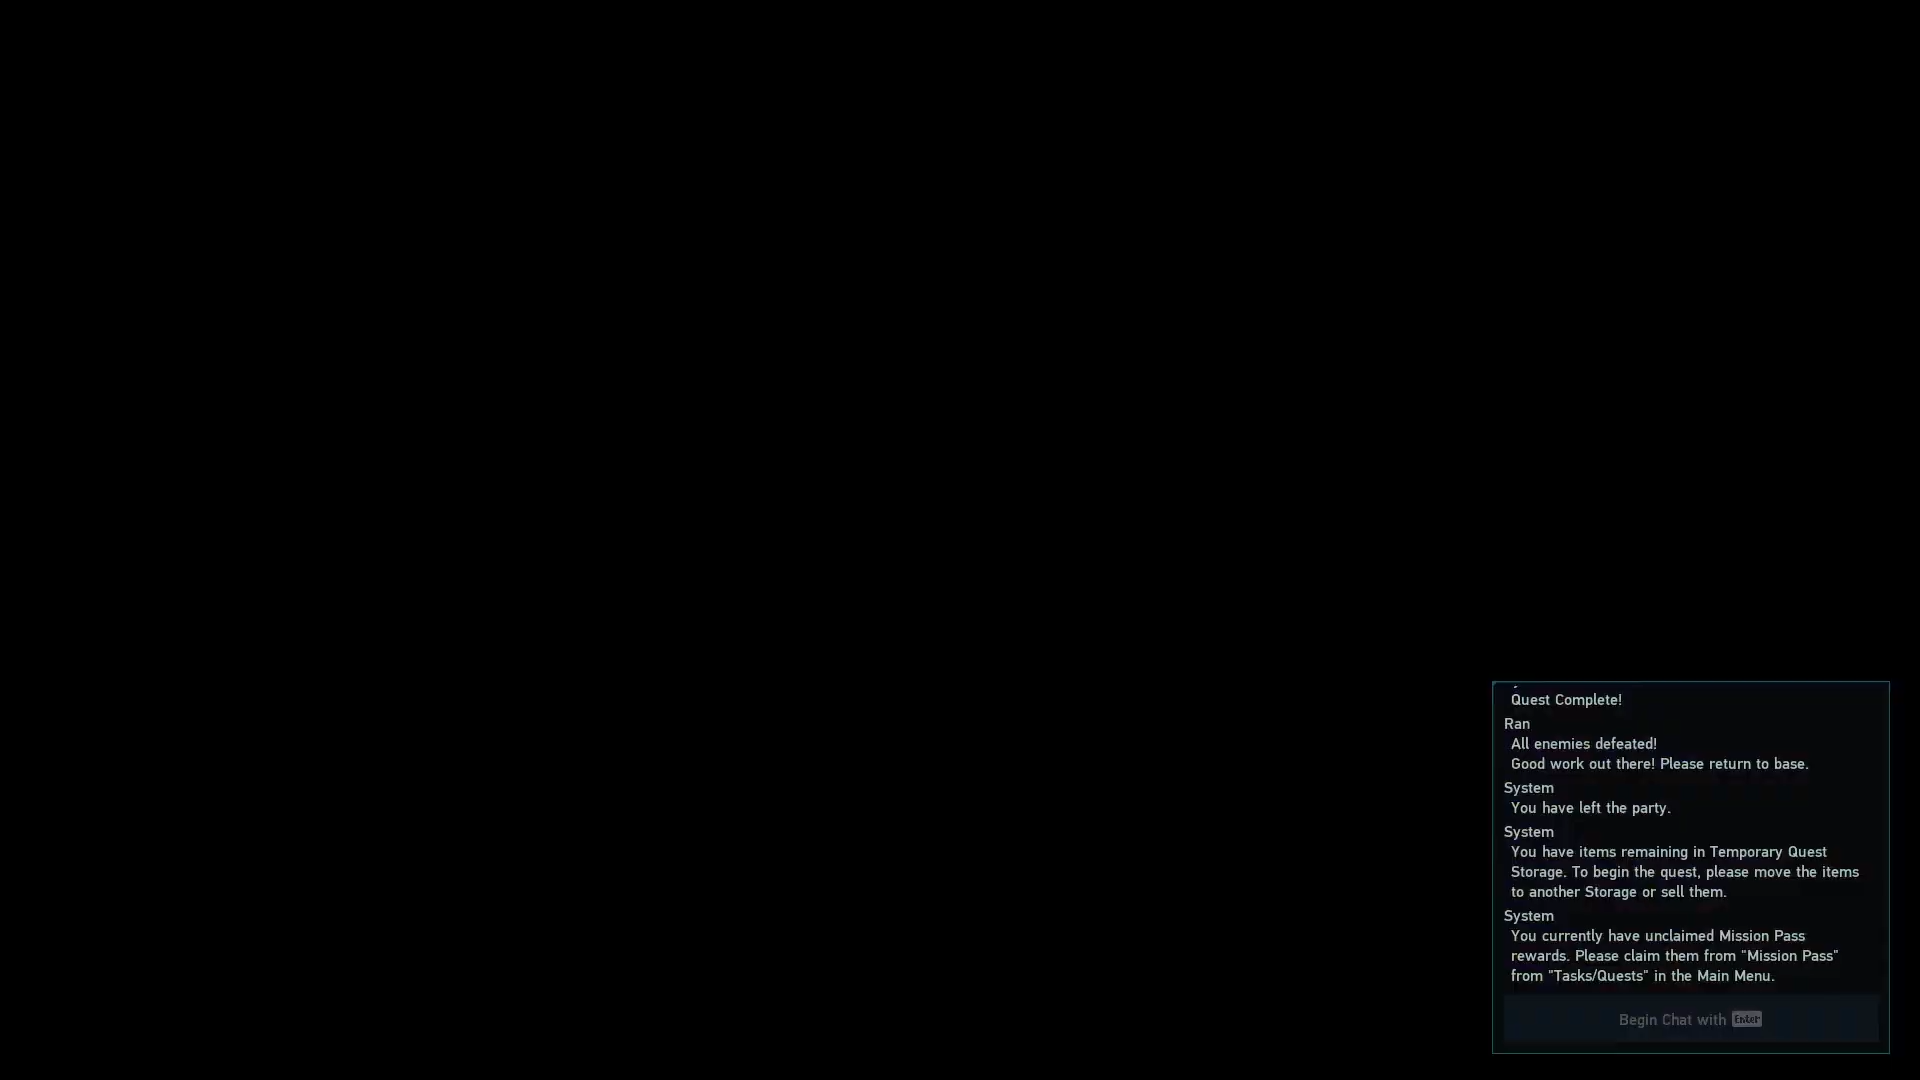 Quest Complete!
Ran
All enemies defeated!
Good work out there! Please return to base.
System
You have left the party.
System
You have items remaining in Temporary Quest
Storage. To begin the quest, please move the items
to another Storage or sell them.
System
You currently have unclaimed Mission Pass
rewards. Please claim them from "Mission Pass"
from "Tasks/Quests" in the Main Menu.
Begin Chat with Enter